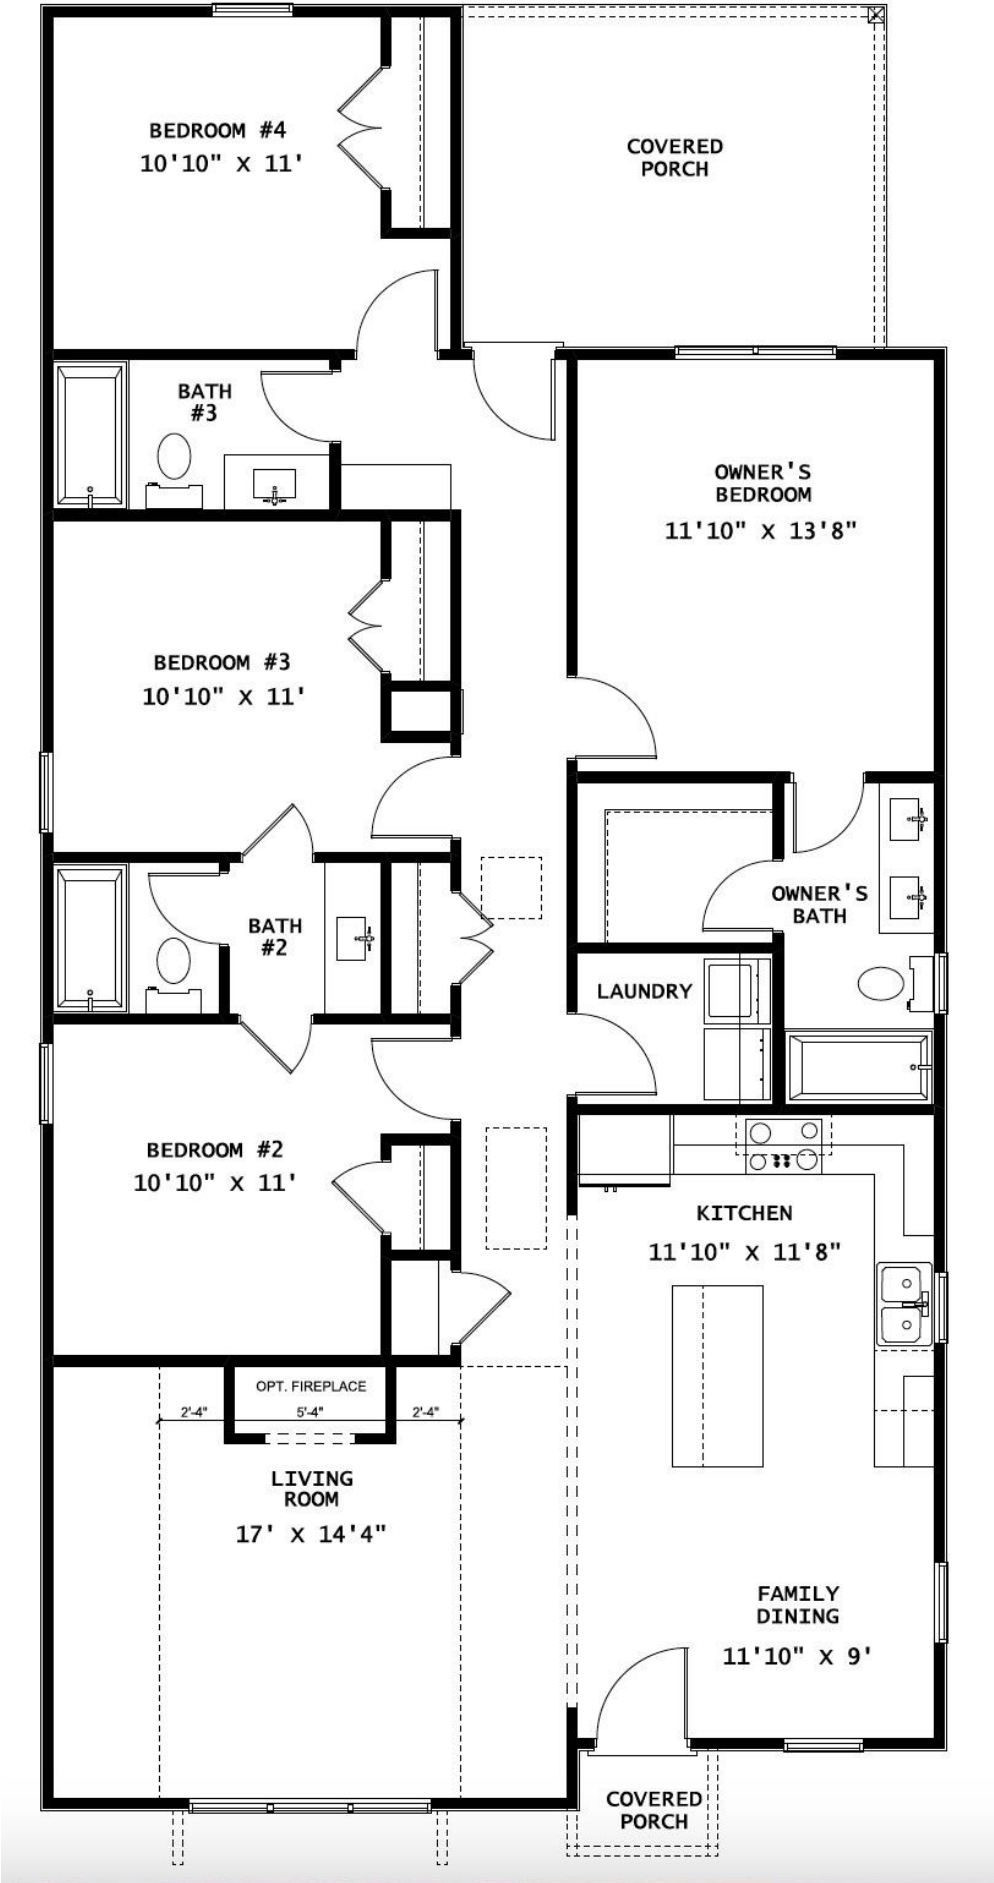 BEDROOM #4
10'10" X 11'
COVERED
PORCH
BATH
#3
OWNER'S
BEDROOM
11'10" X 13'8"
BEDROOM #3
10'10" X 11'
OWNER'S
BATH
BATH
#2
LAUNDRY
BEDROOM #2
10'10" X 11'
KITCHEN
11'10" X 11'8"
OPT. FIREPLACE
2'-4"
5'-4"
2'-4"
LIVING
ROOM
17' X 14'4"
FAMILY
DINING
11'10" X 9'
COVERED
PORCH